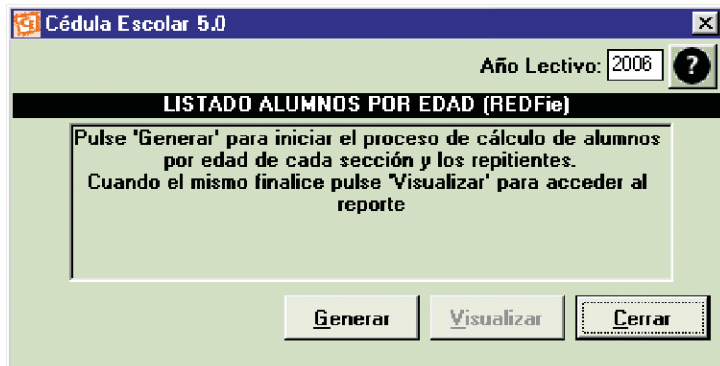 Cédula Escolar 5.0
Año Lectivo: 2006
LISTADO ALUMNOS POR EDAD (REDFie)
Pulse 'Generar' para iniciar el proceso de cálculo de alumnos
por edad de cada sección y los repitientes.
Cuando el mismo finalice pulse 'Visualizar' para acceder al
reporte
Generar Visualizar Cerrar